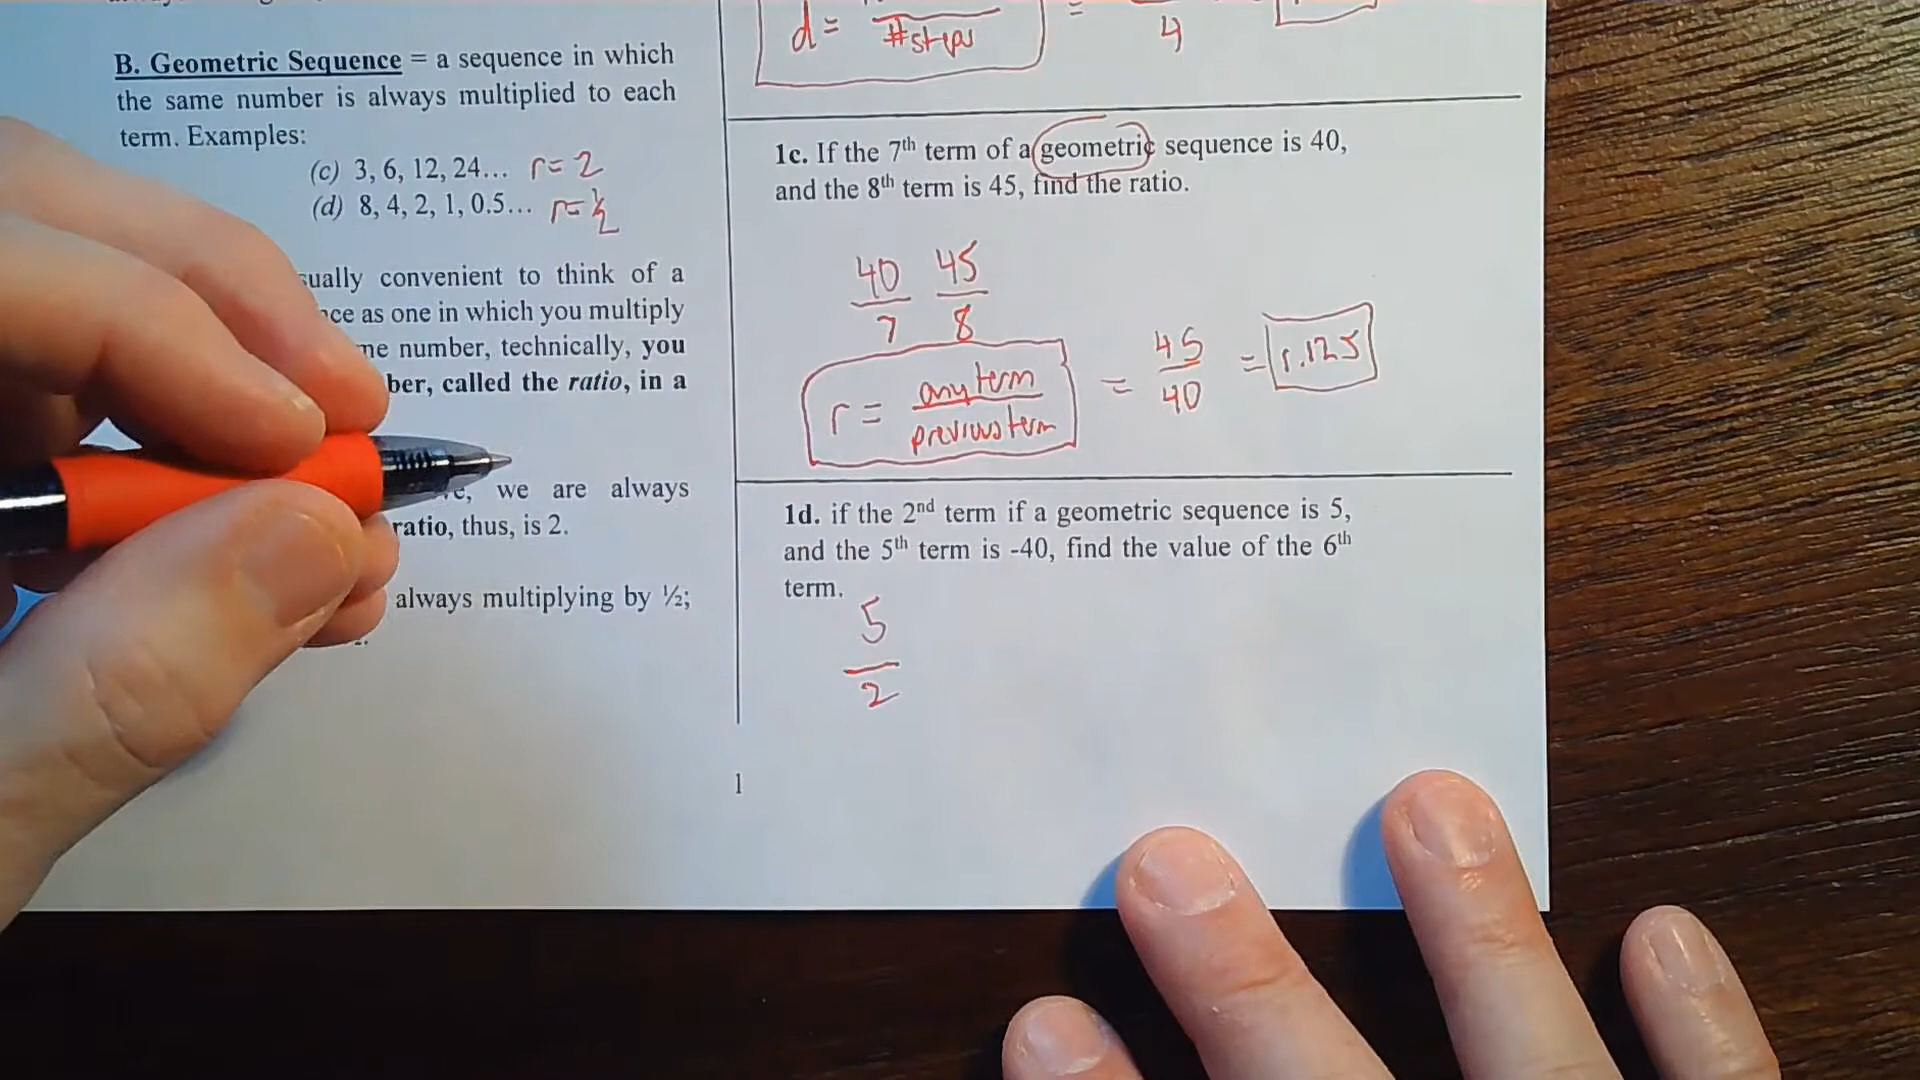 B. Geometric Sequence = a sequence in which
the same number is always multiplied to each
term. Examples:
(c) 3, 6, 12, 24... r = 2
(d) 8, 4, 2, 1, 0.5... r = ½
sually convenient to think of a
ce as one in which you multiply
me number, technically, you
ber, called the ratio, in a
we are always
ratio, thus, is 2.
always multiplying by ½;
1
d =
#steps
=
4
1c. If the 7th term of a geometric sequence is 40,
and the 8th term is 45, find the ratio.
40 45
7 8
r = any term / previous term = 45 / 40 = 1.125
1d. if the 2nd term if a geometric sequence is 5,
and the 5th term is -40, find the value of the 6th
term.
5
2